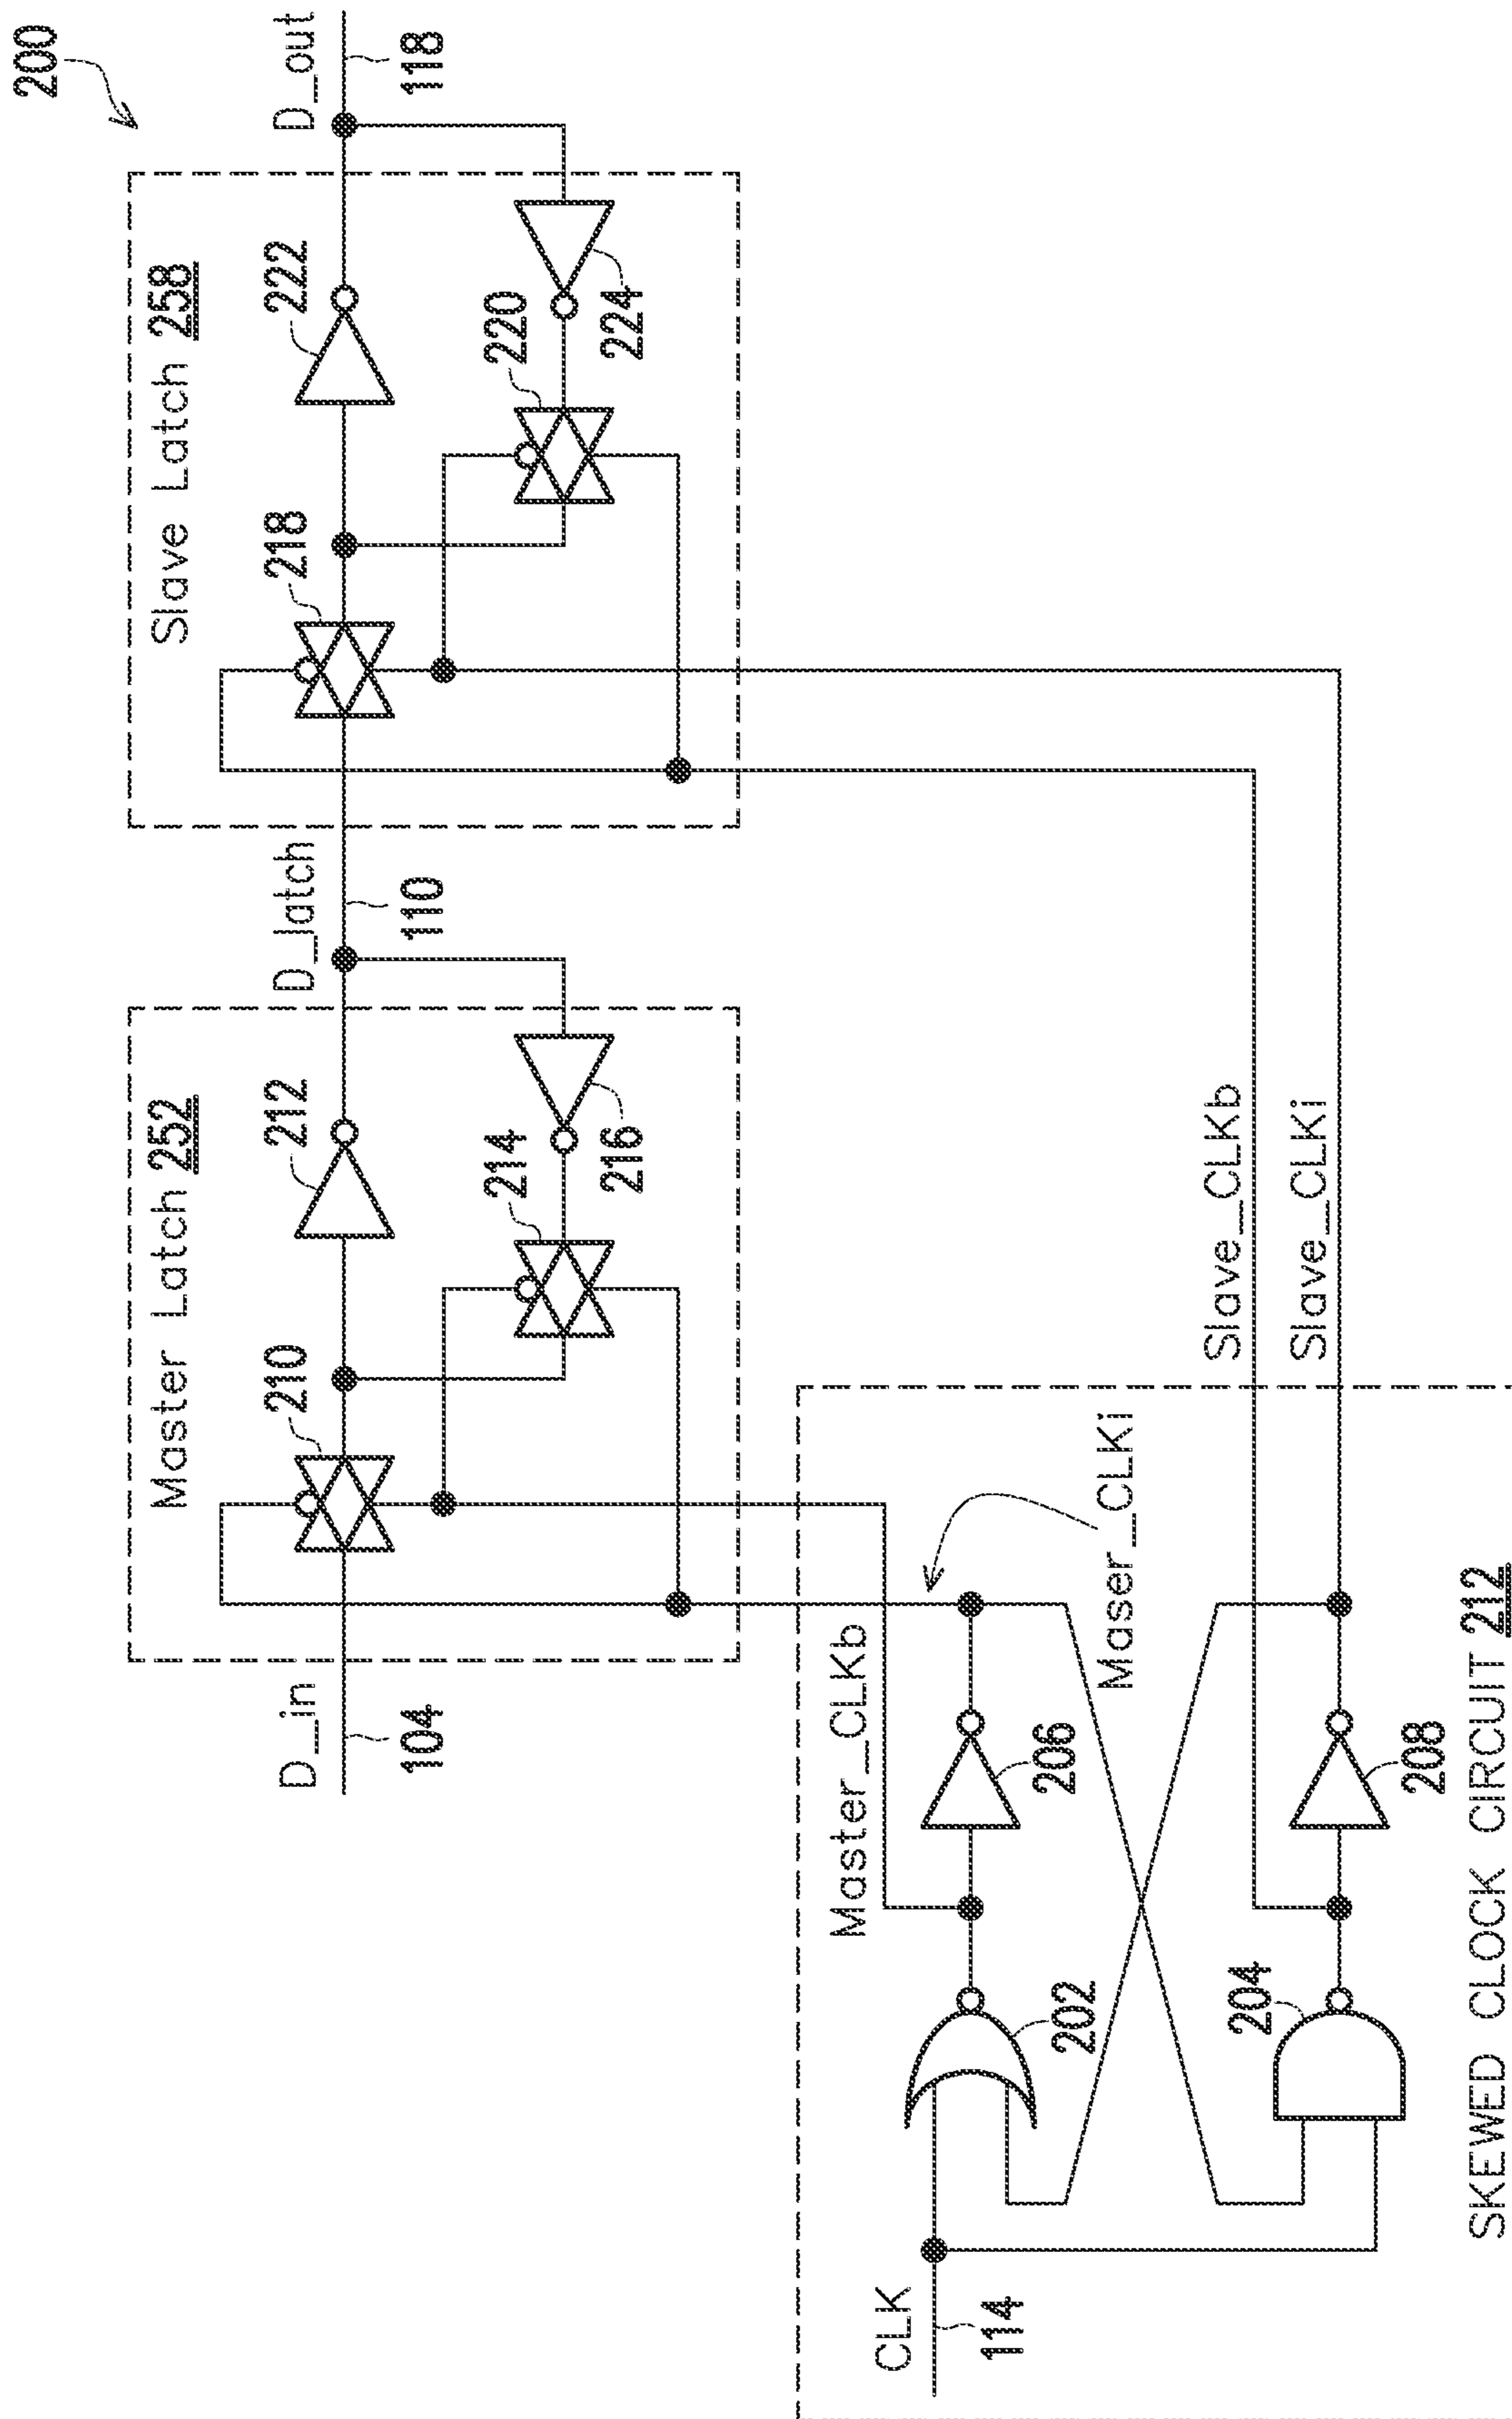 200
Slave Latch 258
D_out
118
222
224
220
218
D_latch
110
Master Latch 252
212
216
214
210
D_in
104
Slave_CLKb
Slave_CLKi
Master_CLKb
Maser_CLKi
206
208
202
204
CLK
114
SKEWED CLOCK CIRCUIT 212